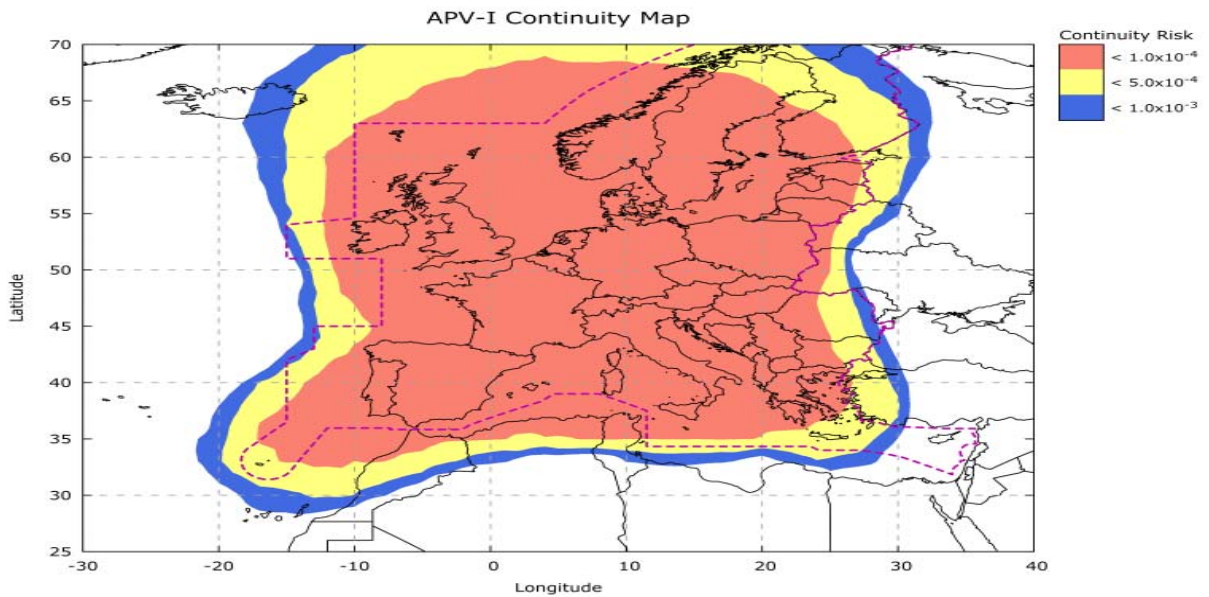 APV-I Continuity Map
Continuity Risk
< 1.0x10⁻⁴
< 5.0x10⁻⁴
< 1.0x10⁻³
70
65
60
55
50
45
40
35
30
25
Latitude
-30 -20 -10 0 10 20 30 40
Longitude